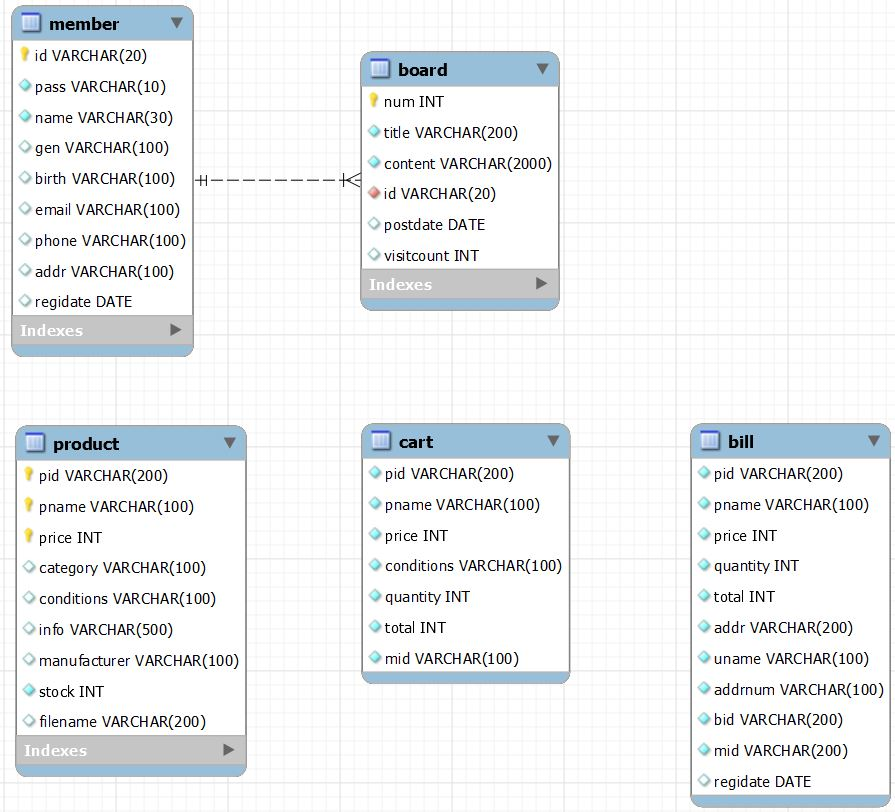 member
id VARCHAR(20)
pass VARCHAR(10)
name VARCHAR(30)
gen VARCHAR(100)
birth VARCHAR(100)
email VARCHAR(100)
phone VARCHAR(100)
addr VARCHAR(100)
regidate DATE
Indexes
board
num INT
title VARCHAR(200)
content VARCHAR(2000)
id VARCHAR(20)
postdate DATE
visitcount INT
Indexes
product
pid VARCHAR(200)
pname VARCHAR(100)
price INT
category VARCHAR(100)
conditions VARCHAR(100)
info VARCHAR(500)
manufacturer VARCHAR(100)
stock INT
filename VARCHAR(200)
Indexes
cart
pid VARCHAR(200)
pname VARCHAR(100)
price INT
conditions VARCHAR(100)
quantity INT
total INT
mid VARCHAR(100)
bill
pid VARCHAR(200)
pname VARCHAR(100)
price INT
quantity INT
total INT
addr VARCHAR(200)
uname VARCHAR(100)
addrnum VARCHAR(100)
bid VARCHAR(200)
mid VARCHAR(200)
regidate DATE